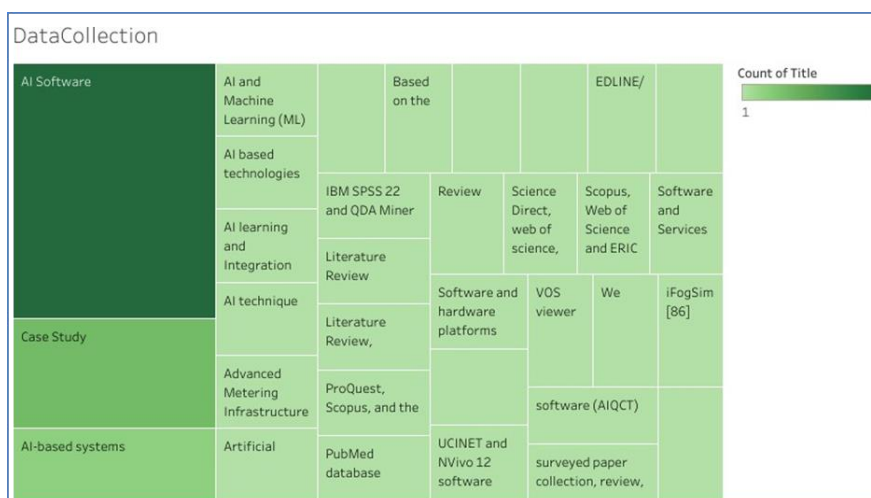 DataCollection
AI Software
Case Study
AI-based systems
AI and
Machine
Learning (ML)
AI based
technologies
AI learning
and
Integration
AI technique
Advanced
Metering
Infrastructure
Artificial
Based
on the
EDLINE/
IBM SPSS 22
and QDA Miner
Literature
Review
Literature
Review,
ProQuest,
Scopus, and the
PubMed
database
Review
Science
Direct,
web of
science,
Scopus,
Web of
Science
and ERIC
Software
and
Services
Software and
hardware
platforms
UCINET and
NVivo 12
software
VOS
viewer
We
iFogSim
[86]
software (AIQCT)
surveyed paper
collection, review,
Count of Title
1